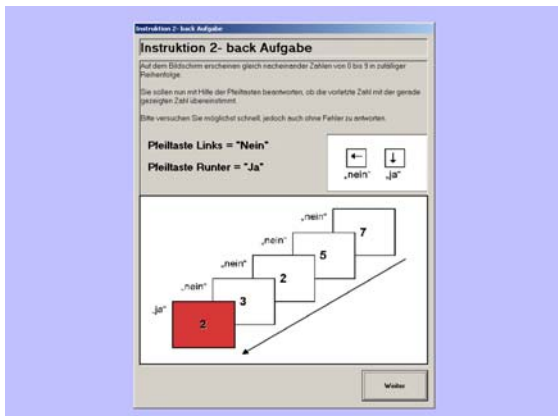 Instruktion 2- back Aufgabe
Instruktion 2- back Aufgabe
Auf dem Bildschirm erscheinen gleich nacheinander Zahlen von 0 bis 9 in zufälliger
Reihenfolge.
Sie sollen nun mit Hilfe der Pfeiltasten beantworten, ob die vorletzte Zahl mit der gerade
gezeigten Zahl übereinstimmt.
Bitte versuchen Sie möglichst schnell, jedoch auch ohne Fehler zu antworten.
Pfeiltaste Links = "Nein"
Pfeiltaste Runter = "Ja"
← ↓
„nein“ „ja“
„nein“ 7
„nein“ 5
„nein“ 2
„nein“ 3
„ja“ 2
Weiter